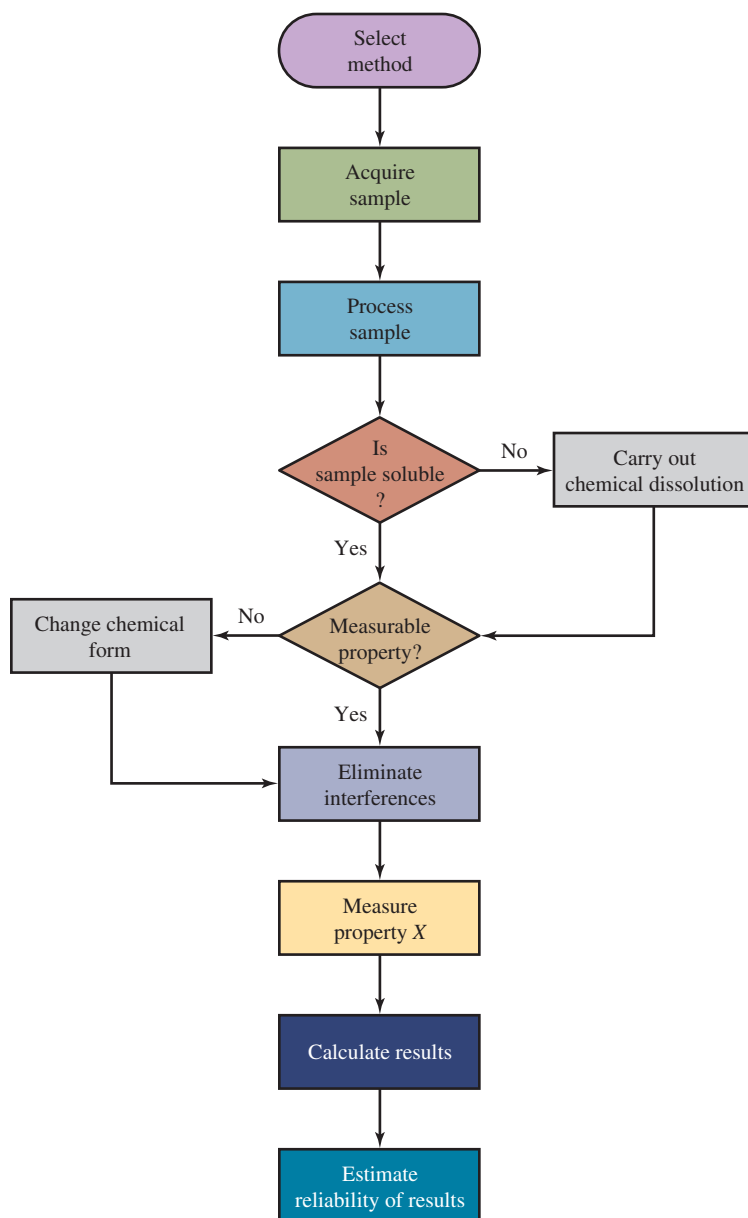 Select
method
Acquire
sample
Process
sample
Is
sample soluble
?
No
Carry out
chemical dissolution
Yes
Measurable
property?
No
Change chemical
form
Yes
Eliminate
interferences
Measure
property X
Calculate results
Estimate
reliability of results